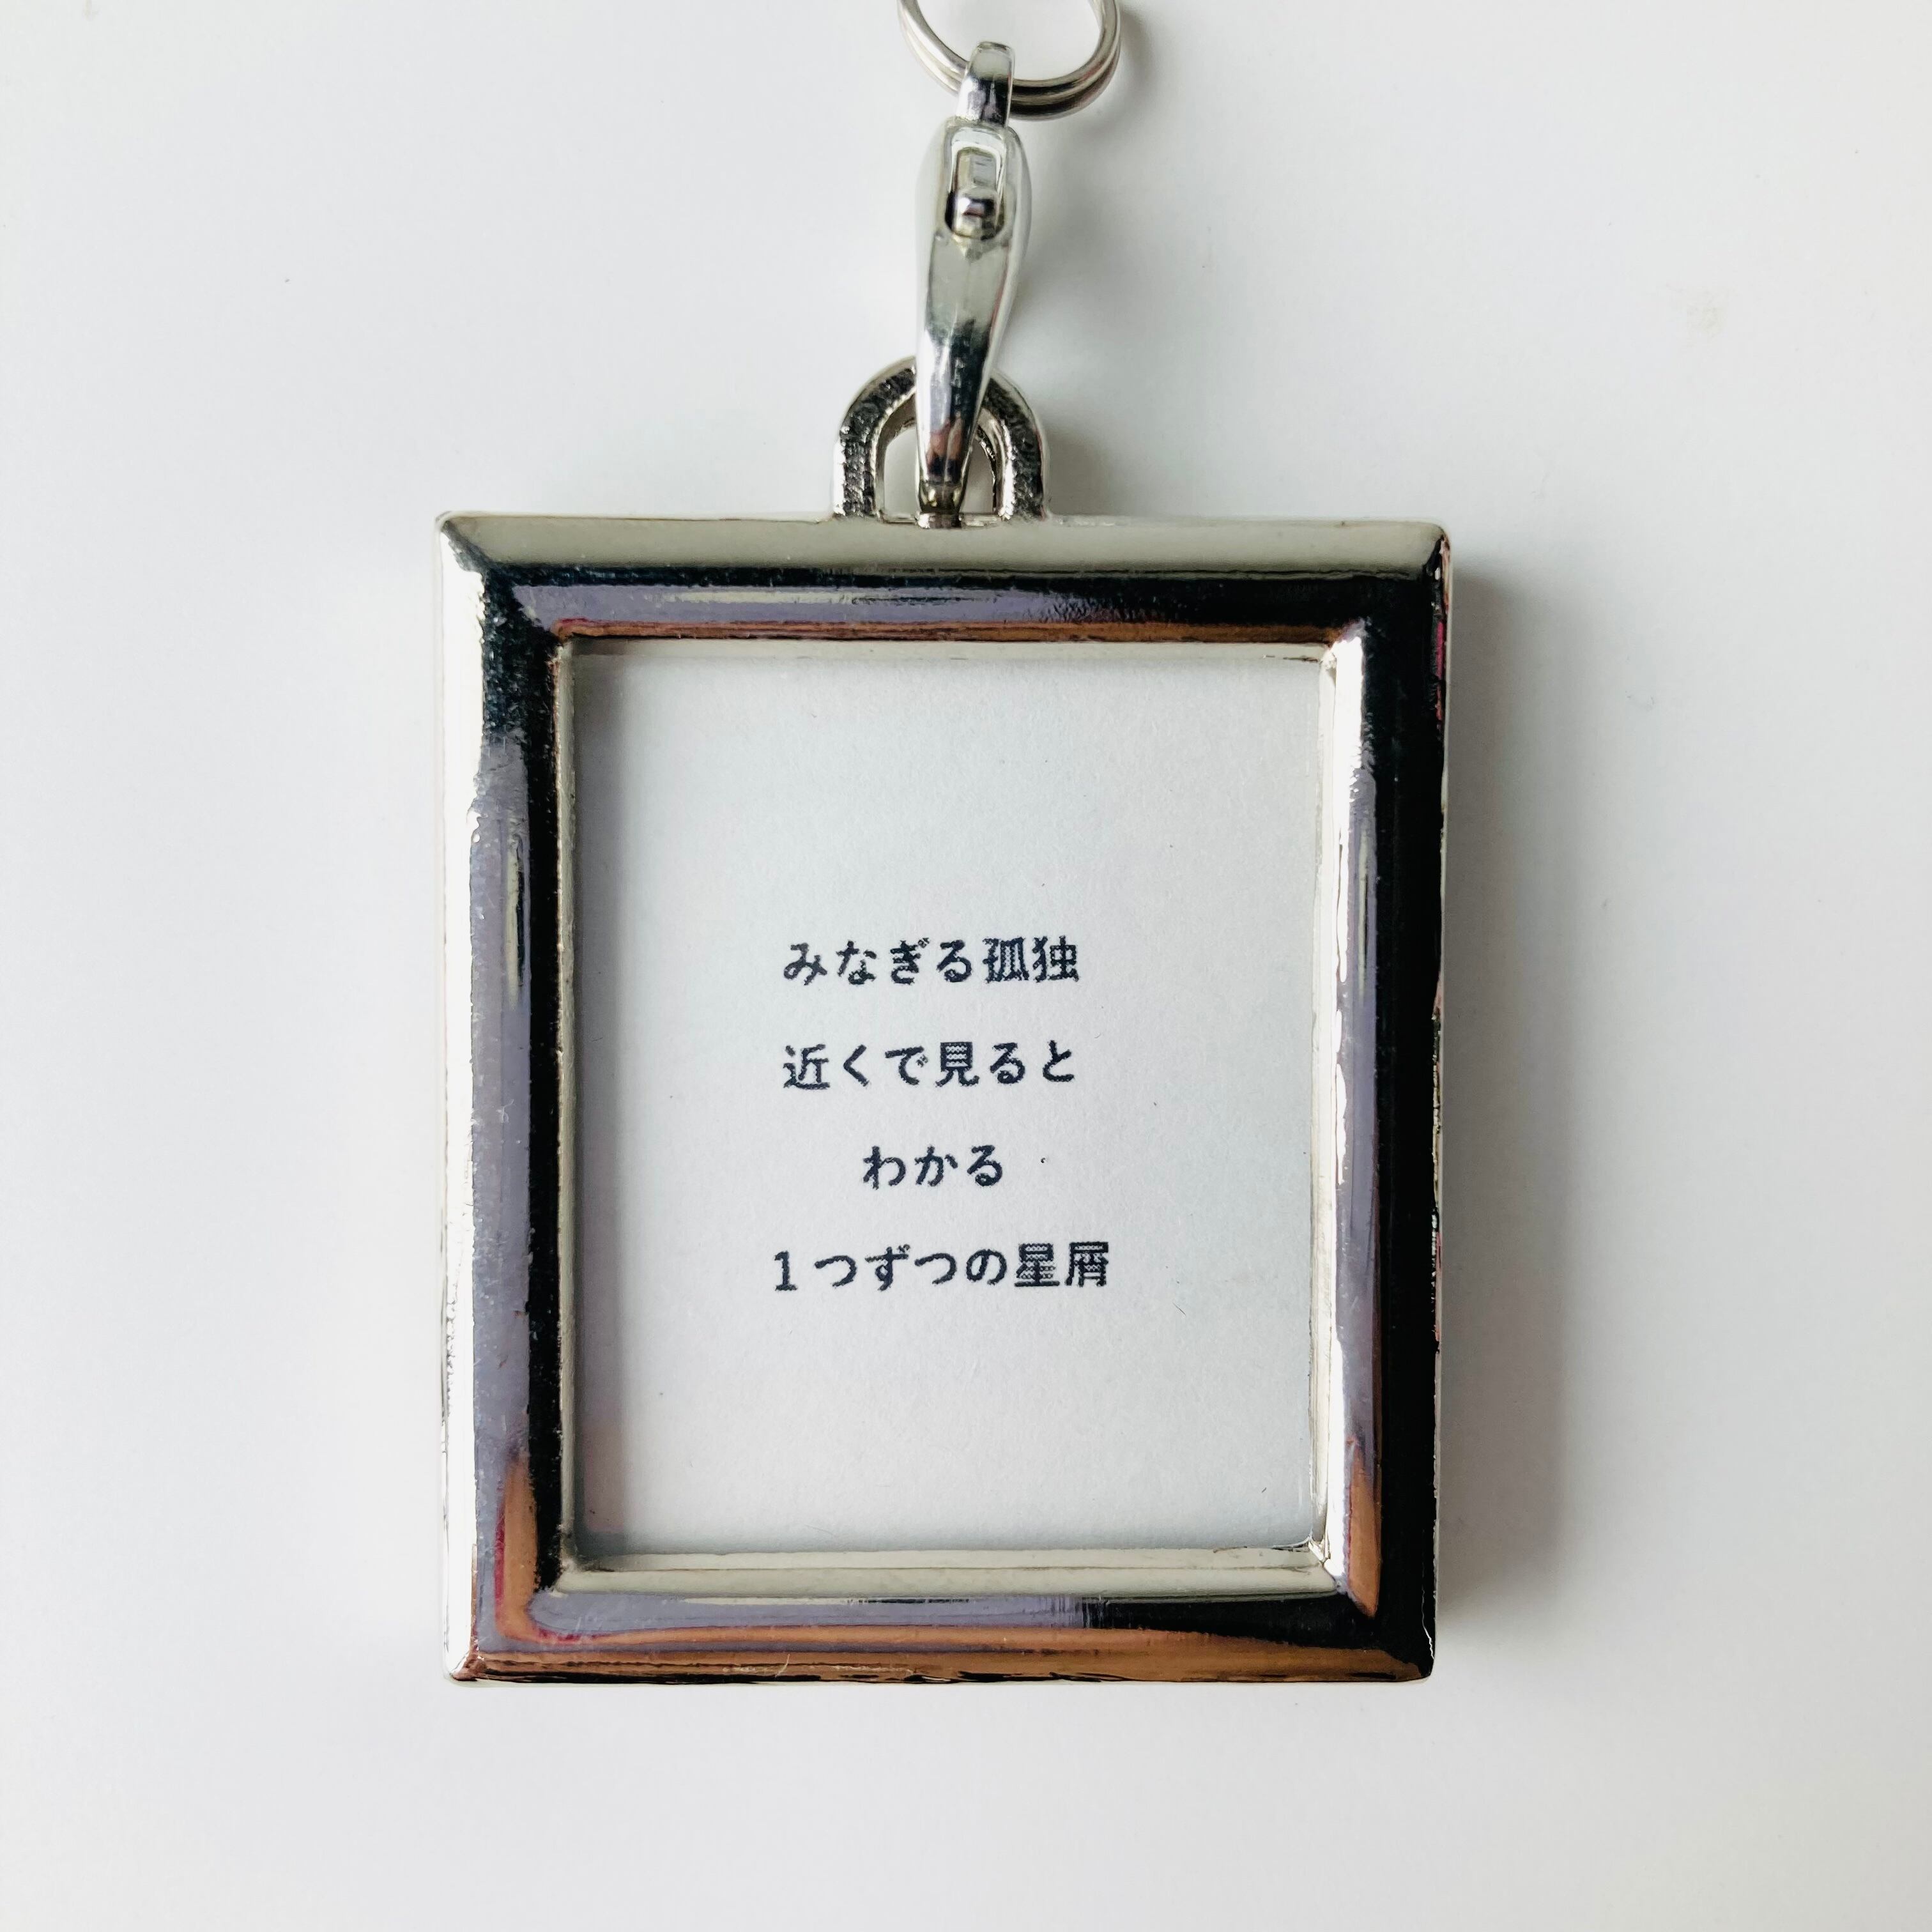 みなぎる孤独
近くで見ると
わかる
1つずつの星屑